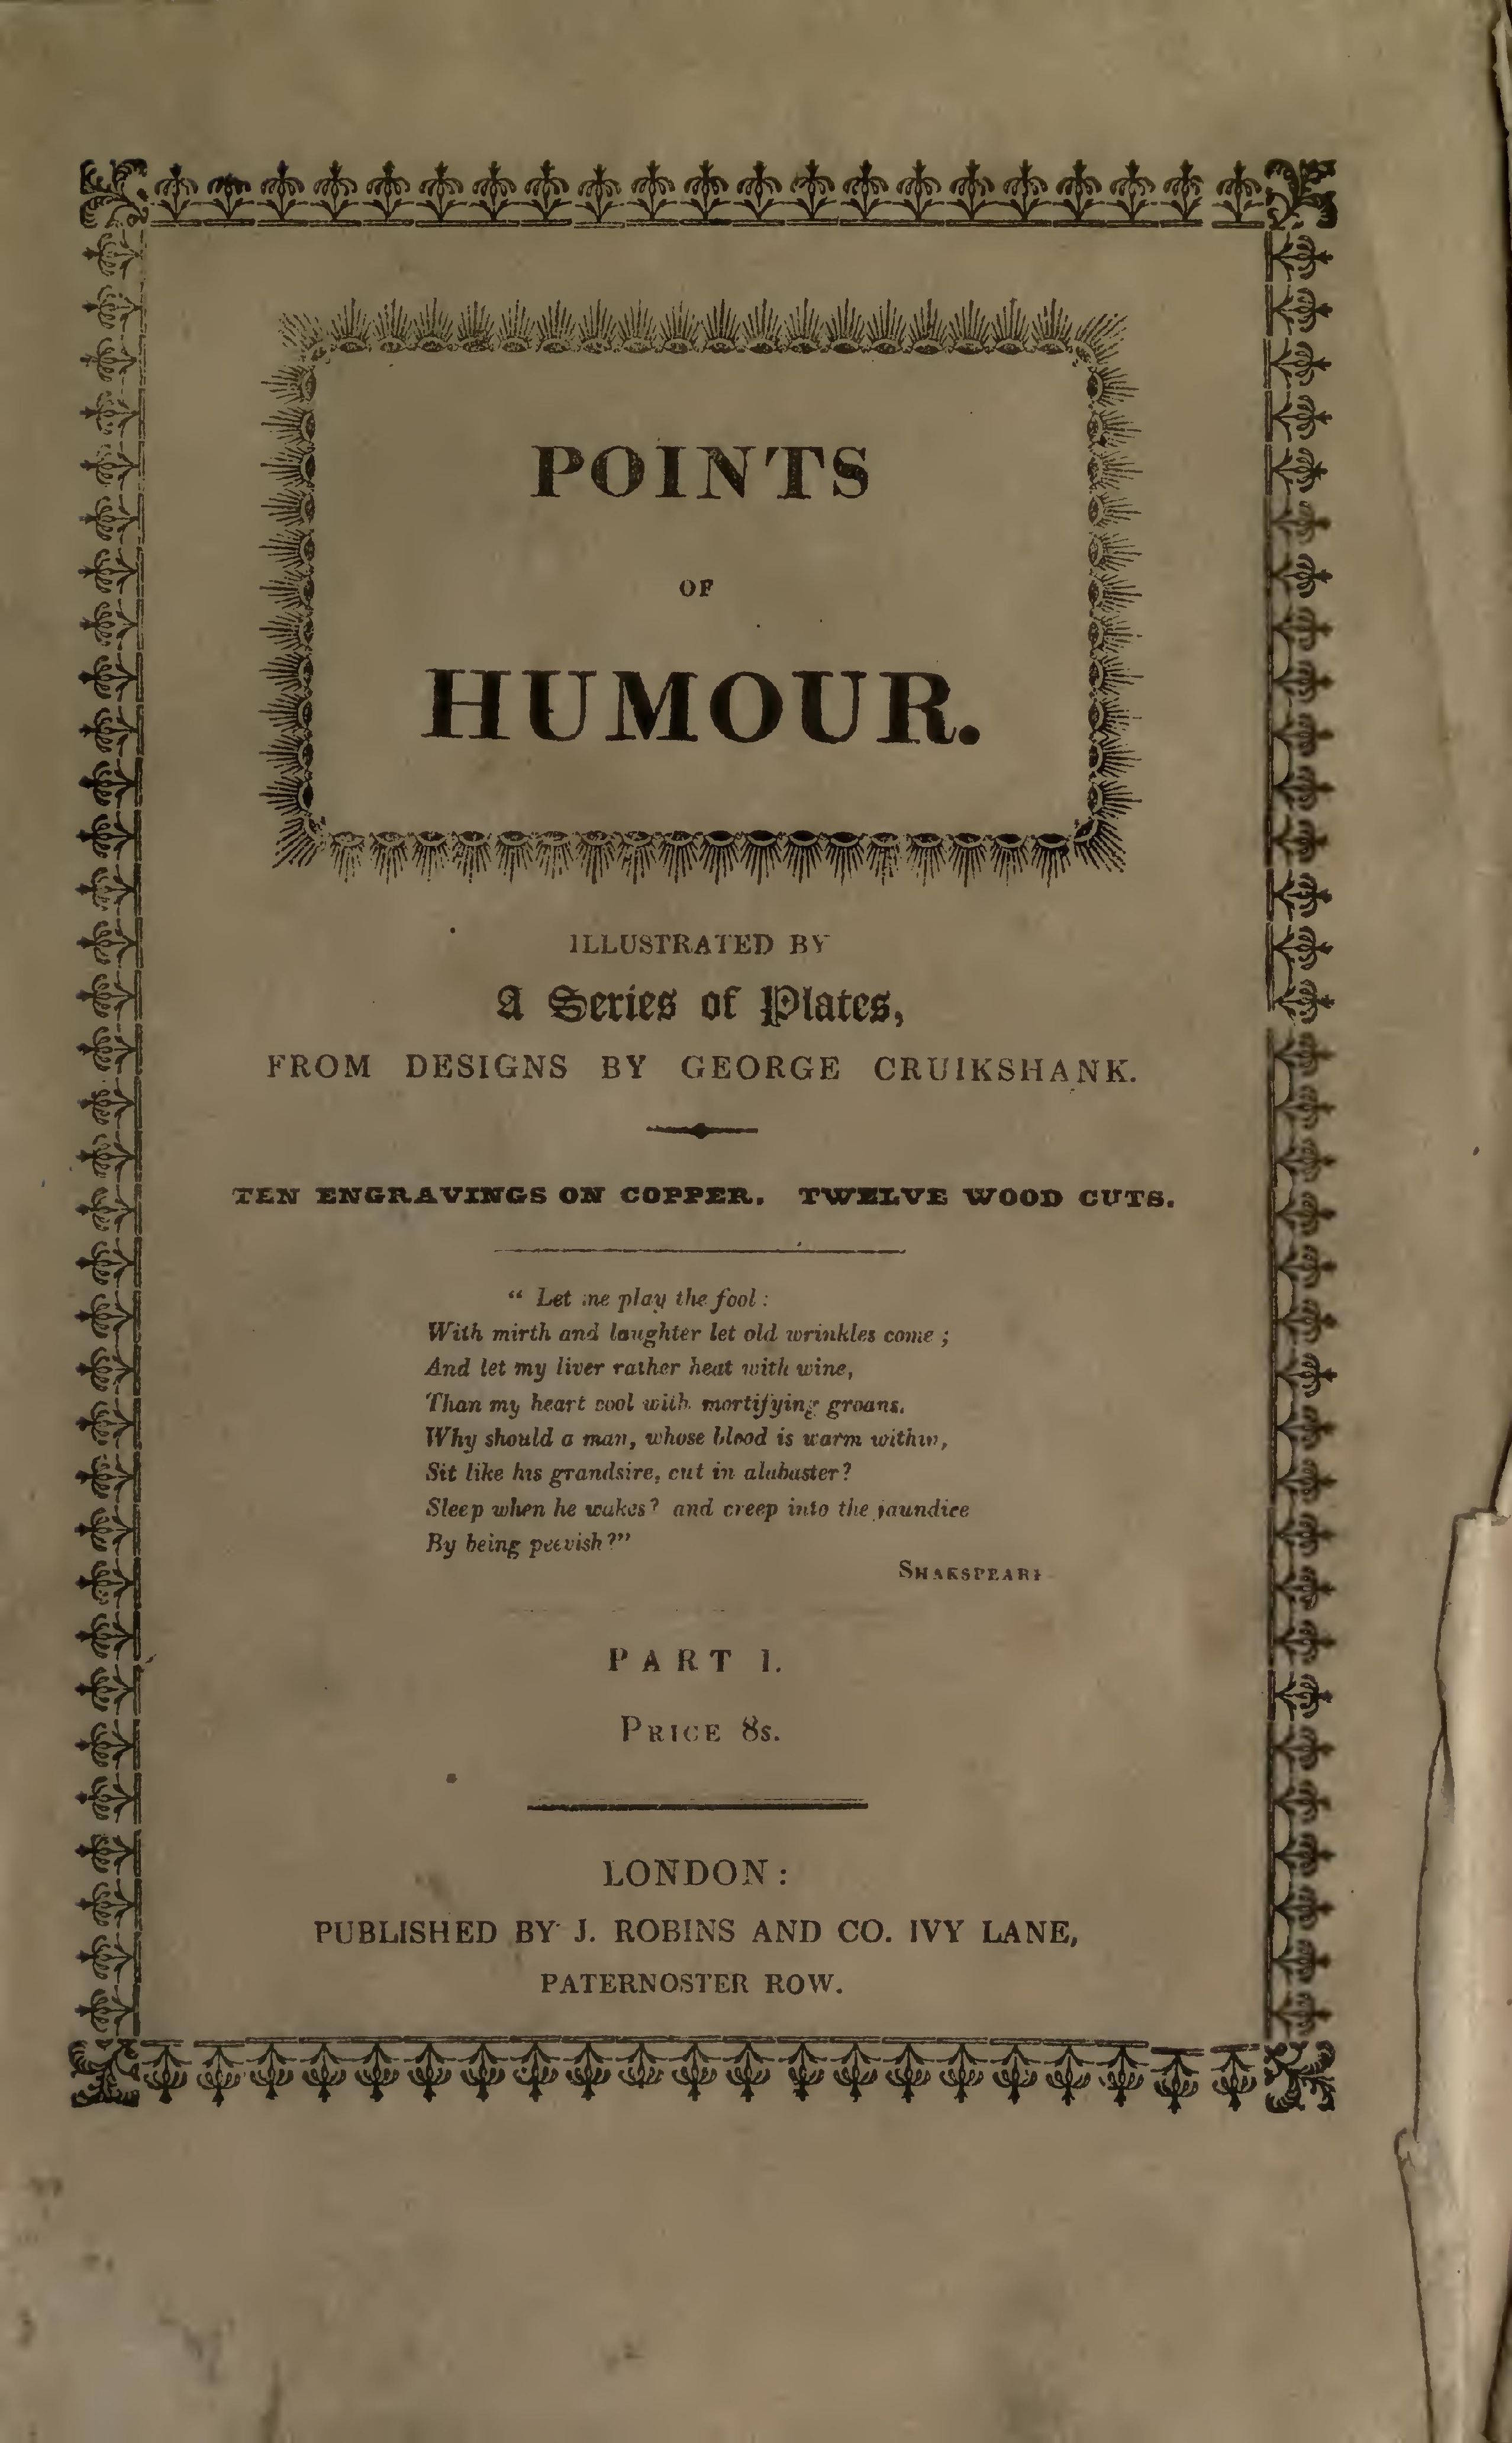 POINTS
OF
HUMOUR.
ILLUSTRATED BY
A Series of Plates,
FROM DESIGNS BY GEORGE CRUIKSHANK.
TEN ENGRAVINGS ON COPPER. TWELVE WOOD CUTS.
“ Let me play the fool :
With mirth and laughter let old wrinkles come ;
And let my liver rather heat with wine,
Than my heart cool with mortifying groans.
Why should a man, whose blood is warm within,
Sit like his grandsire, cut in alabaster ?
Sleep when he wakes ? and creep into the jaundice
By being peevish ?”
SHAKSPEARE
PART I.
PRICE 8s.
LONDON :
PUBLISHED BY J. ROBINS AND CO. IVY LANE,
PATERNOSTER ROW.